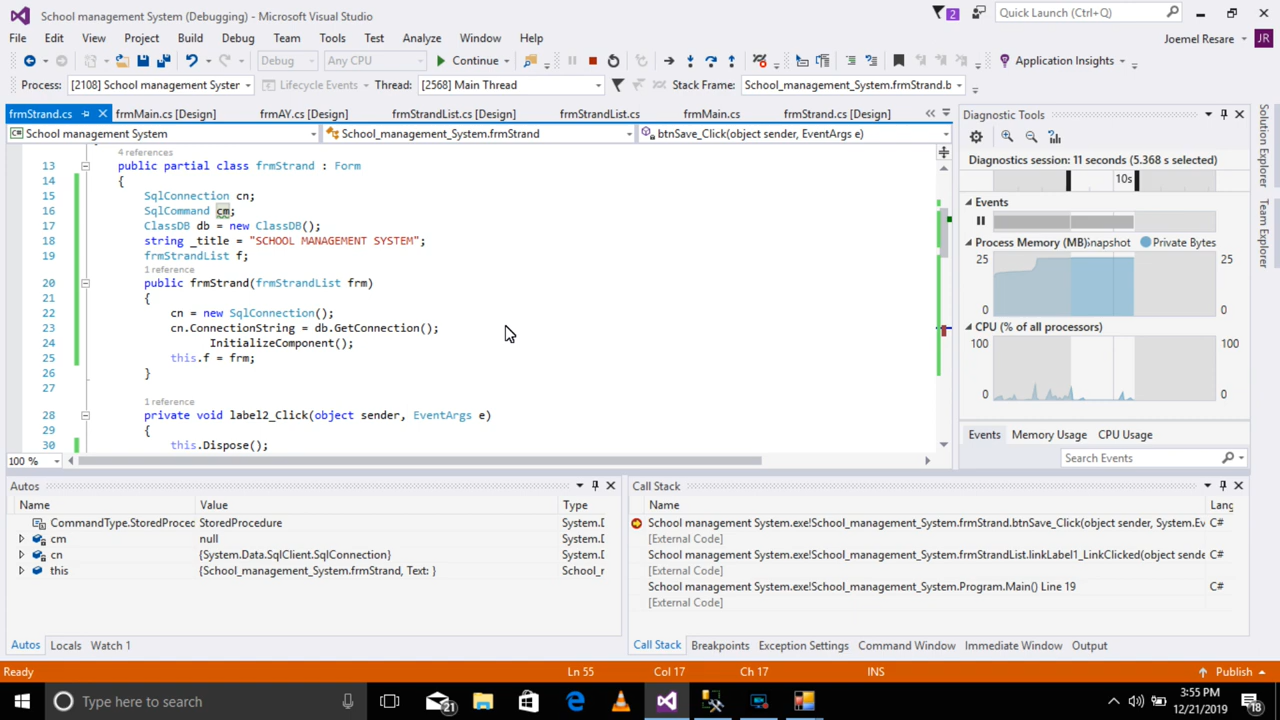 School management System (Debugging) - Microsoft Visual Studio
2
Quick Launch (Ctrl+Q)
File Edit View Project Build Debug Team Tools Test Analyze Window Help
Joemel Resare JR
Debug Any CPU Continue Application Insights
Process: [2108] School management System Lifecycle Events Thread: [2568] Main Thread Stack Frame: School_management_System.frmStrand.b
frmStrand.cs frmMain.cs [Design] frmAY.cs [Design] frmStrandList.cs [Design] frmStrandList.cs frmMain.cs frmStrand.cs [Design]
School management System School_management_System.frmStrand btnSave_Click(object sender, EventArgs e)
4 references
13 public partial class frmStrand : Form
14 {
15 SqlConnection cn;
16 SqlCommand cm;
17 ClassDB db = new ClassDB();
18 string _title = "SCHOOL MANAGEMENT SYSTEM";
19 frmStrandList f;
1 reference
20 public frmStrand(frmStrandList frm)
21 {
22 cn = new SqlConnection();
23 cn.ConnectionString = db.GetConnection();
24 InitializeComponent();
25 this.f = frm;
26 }
27
1 reference
28 private void label2_Click(object sender, EventArgs e)
29 {
30 this.Dispose();
100 %
Diagnostic Tools
Diagnostics session: 11 seconds (5.368 s selected)
10s
Events
Process Memory (MB) Snapshot Private Bytes
25 25
0 0
CPU (% of all processors)
100 100
0 0
Events Memory Usage CPU Usage
Search Events
Solution Explorer
Team Explorer
Autos
Name Value Type
CommandType.StoredProced StoredProcedure System.D
cm null System.D
cn {System.Data.SqlClient.SqlConnection} System.D
this {School_management_System.frmStrand, Text: } School_r
Autos Locals Watch 1
Call Stack
Name Lang
School management System.exe!School_management_System.frmStrand.btnSave_Click(object sender, System.Ev C#
[External Code]
School management System.exe!School_management_System.frmStrandList.linkLabel1_LinkClicked(object sende C#
[External Code]
School management System.exe!School_management_System.Program.Main() Line 19 C#
[External Code]
Call Stack Breakpoints Exception Settings Command Window Immediate Window Output
Ready Ln 55 Col 17 Ch 17 INS Publish
Type here to search
21
3:55 PM
12/21/2019
18